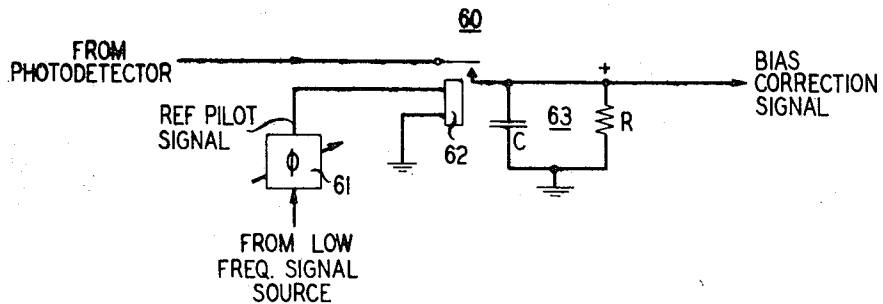 60
FROM
PHOTODETECTOR
+
BIAS
CORRECTION
SIGNAL
REF PILOT
SIGNAL
62
C
63
R
ϕ
61
FROM LOW
FREQ. SIGNAL
SOURCE